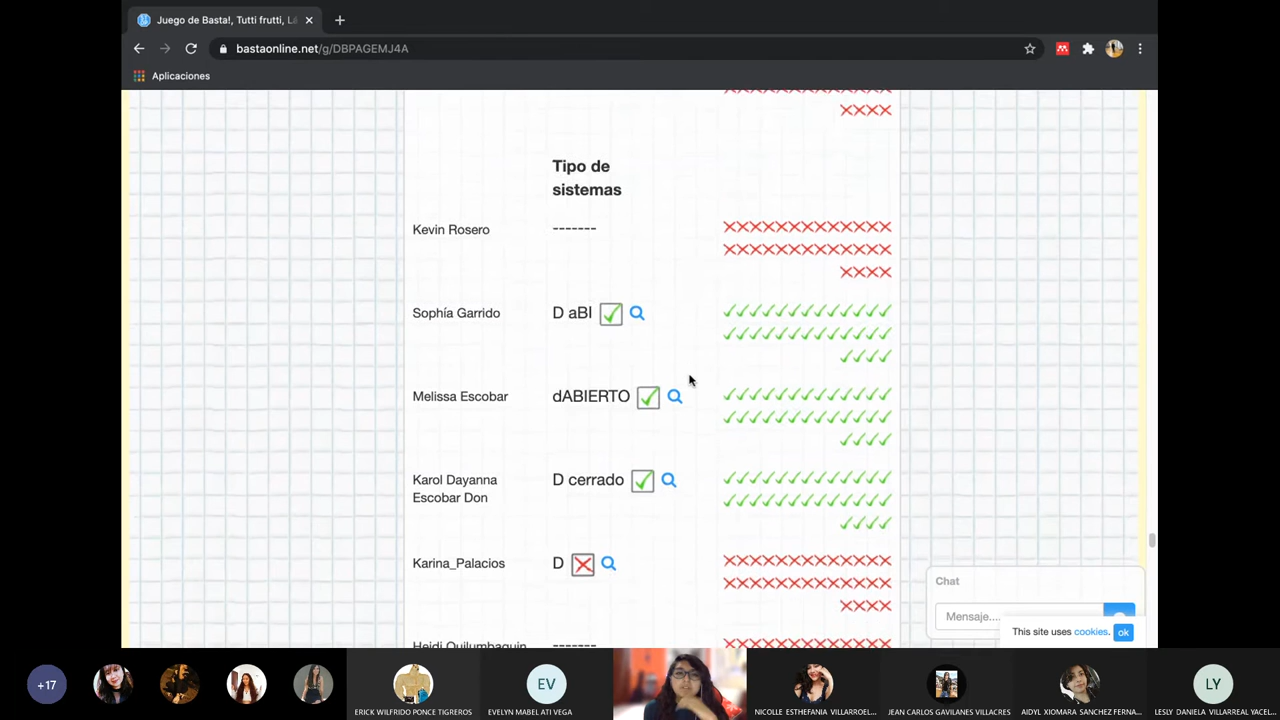 Juego de Basta!, Tutti frutti, Lá
bastaonline.net/g/DBPAGEMJ4A
Aplicaciones
Tipo de
sistemas
Kevin Rosero -------
Sophía Garrido D aBI
Melissa Escobar dABIERTO
Karol Dayanna
Escobar Don D cerrado
Karina_Palacios D
Heidi Quilumbaquin -------
Chat
Mensaje....
This site uses cookies. ok
+17
EV
LY
ERICK WILFRIDO PONCE TIGREROS
EVELYN MABEL ATI VEGA
NICOLLE ESTHEFANIA VILLARROEL...
JEAN CARLOS GAVILANES VILLACRES
AIDYL XIOMARA SANCHEZ FERNA...
LESLY DANIELA VILLARREAL YACEL...